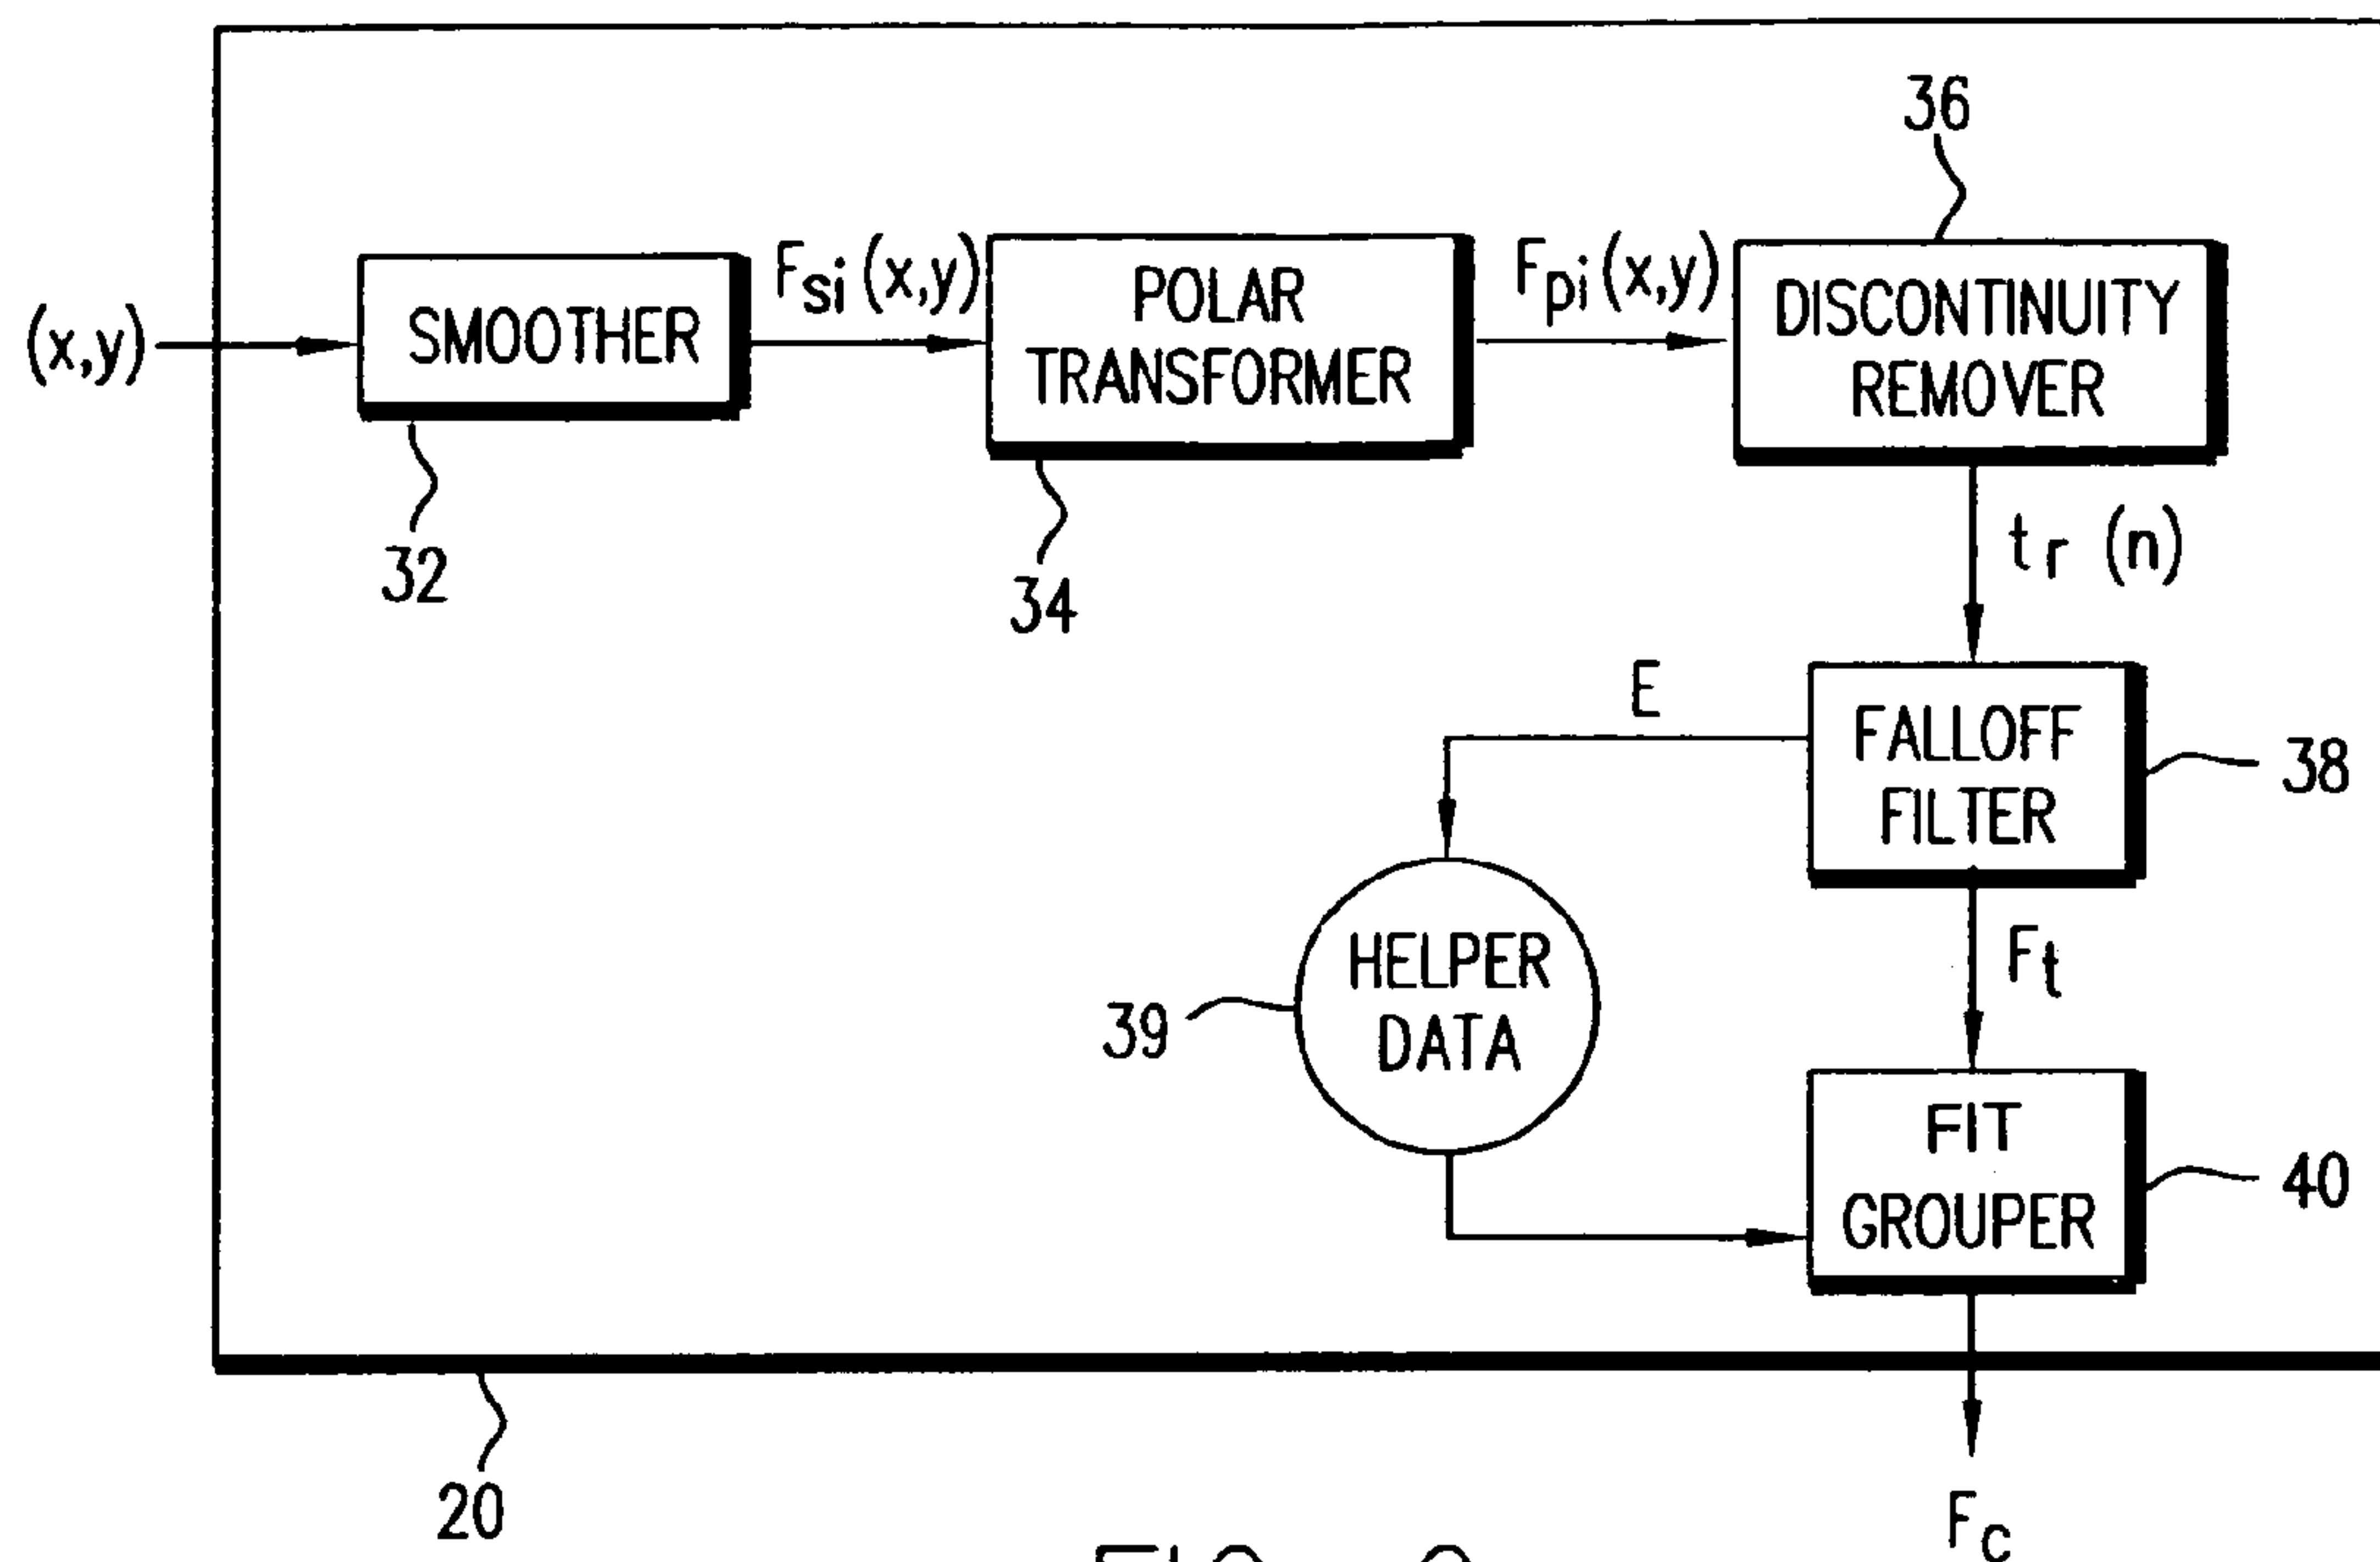 36
(x,y)
SMOOTHER
Fsi (x,y)
POLAR
TRANSFORMER
Fpi (x,y)
DISCONTINUITY
REMOVER
32
34
tr (n)
E
FALLOFF
FILTER
38
HELPER
DATA
39
Ft
FIT
GROUPER
40
20
Fc